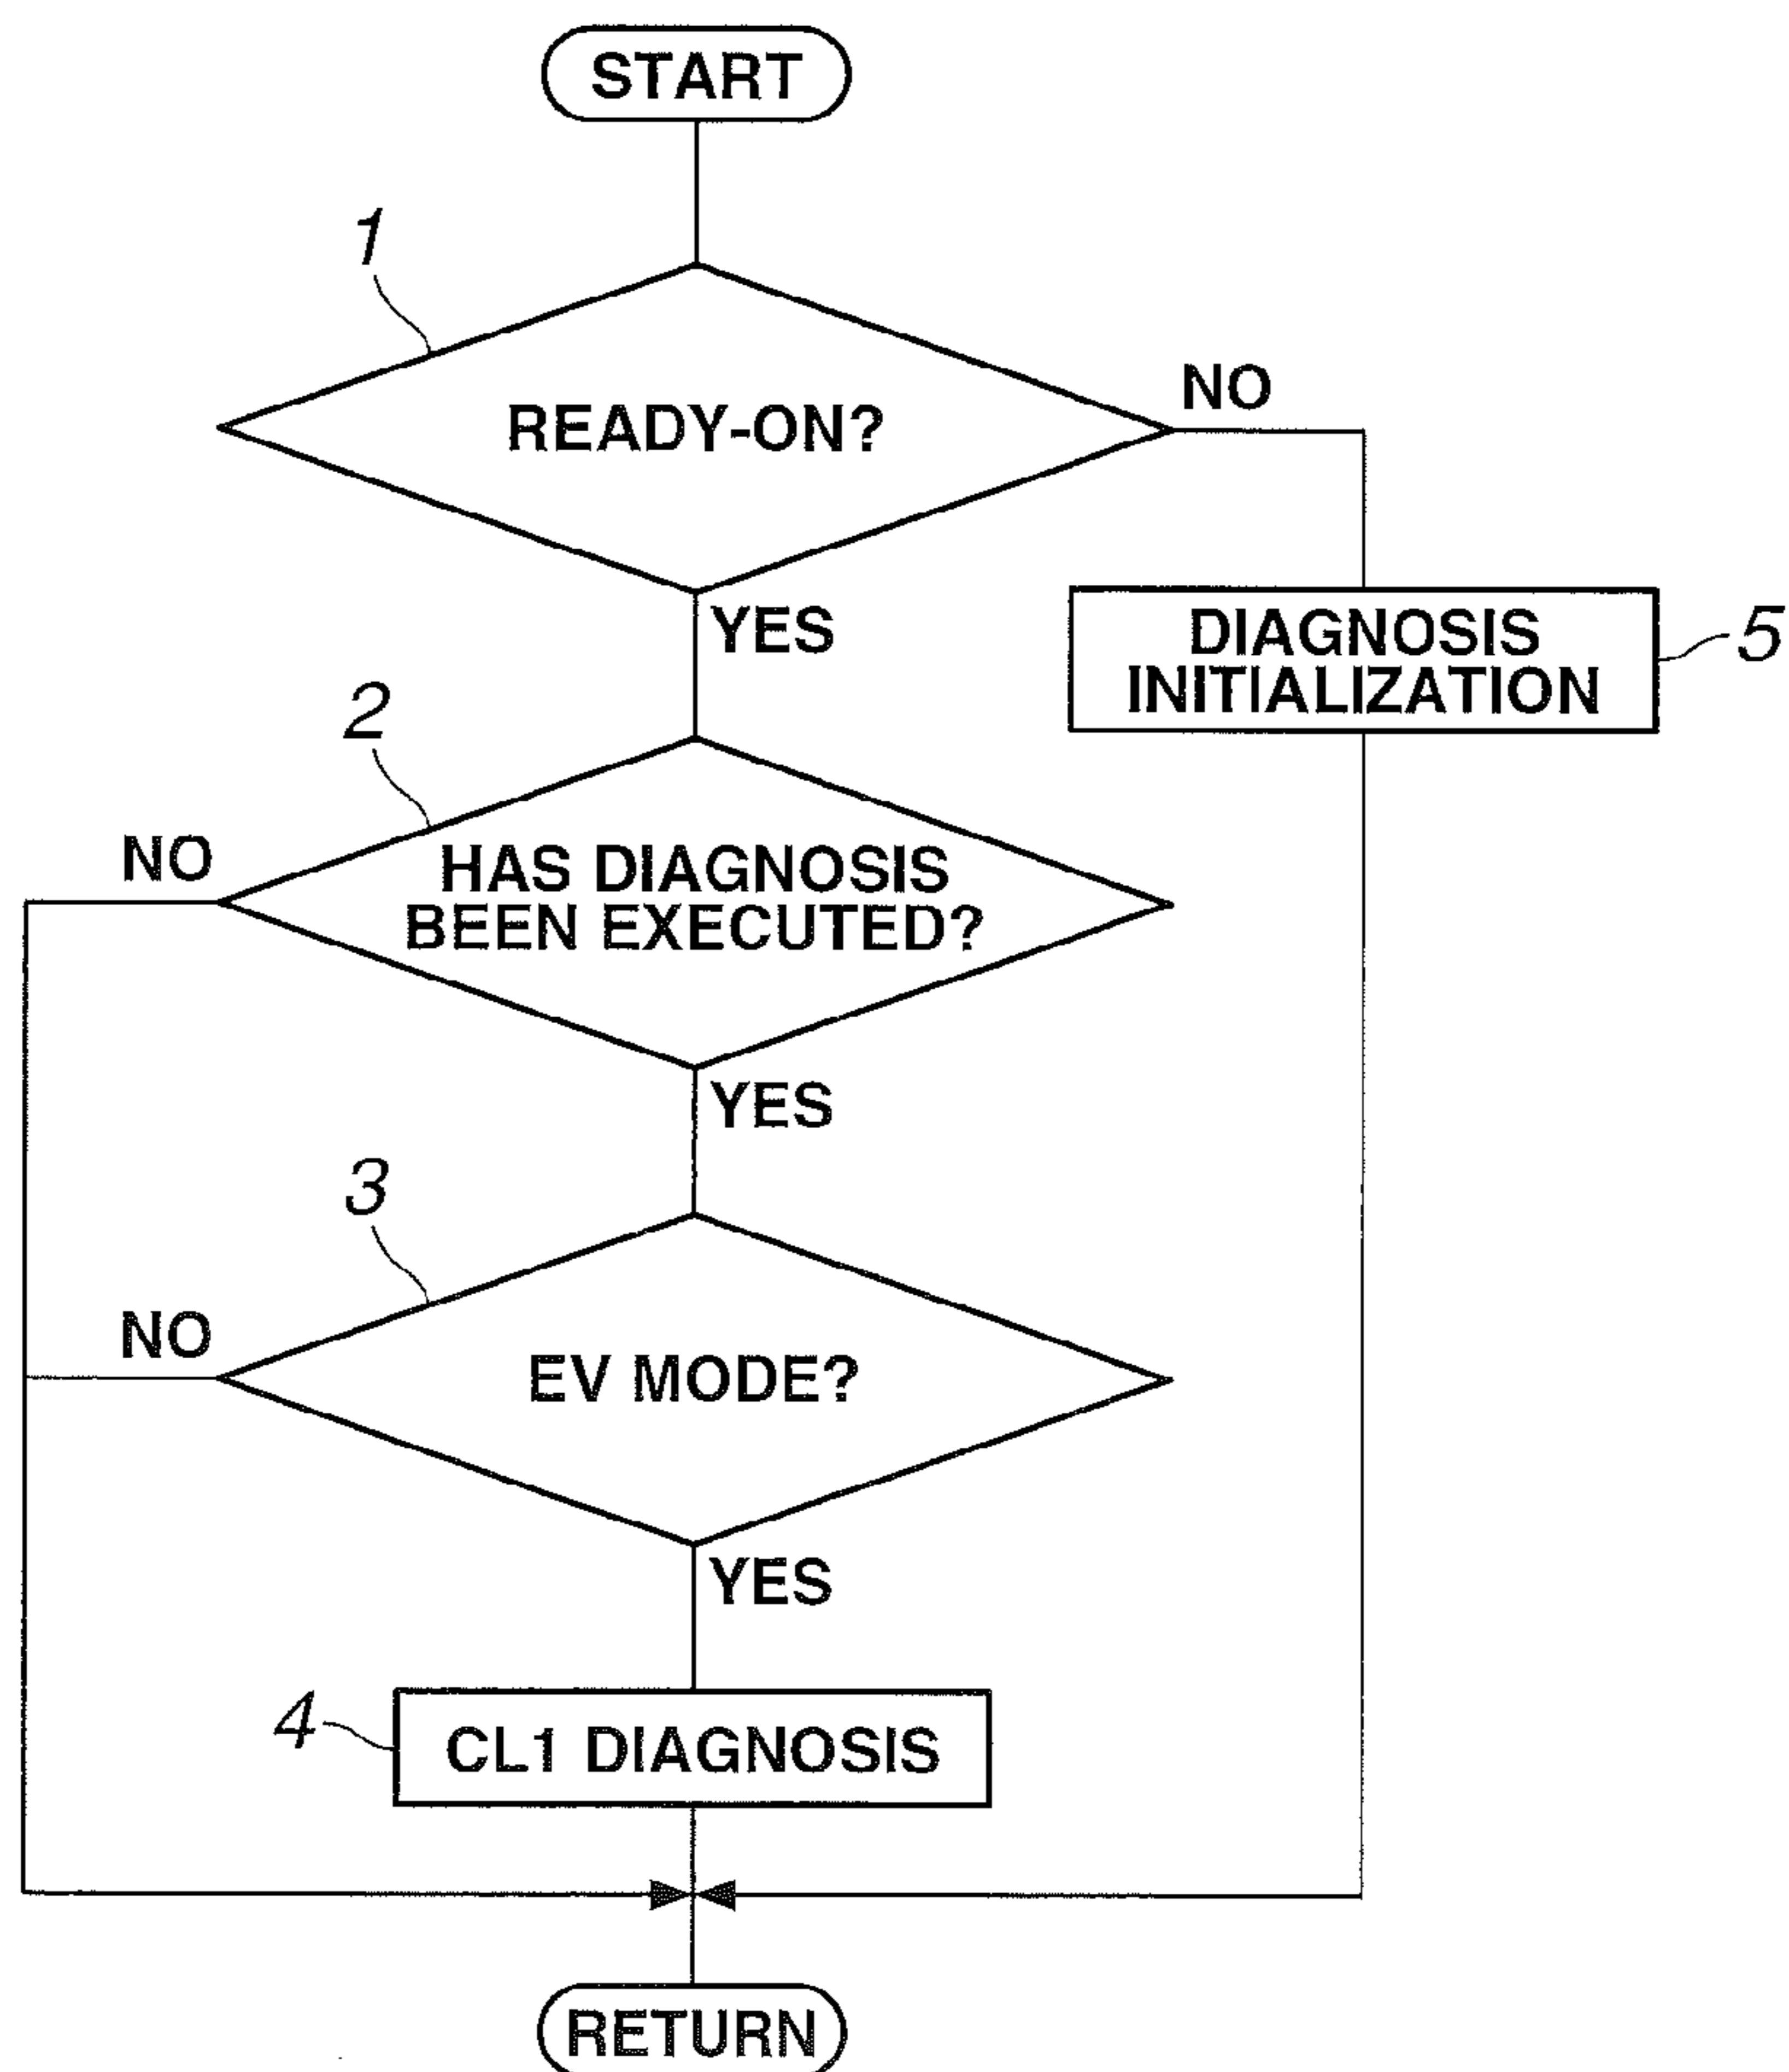 START
1
READY-ON?
NO
YES
DIAGNOSIS
INITIALIZATION
5
2
NO
HAS DIAGNOSIS
BEEN EXECUTED?
YES
3
NO
EV MODE?
YES
4
CL1 DIAGNOSIS
RETURN